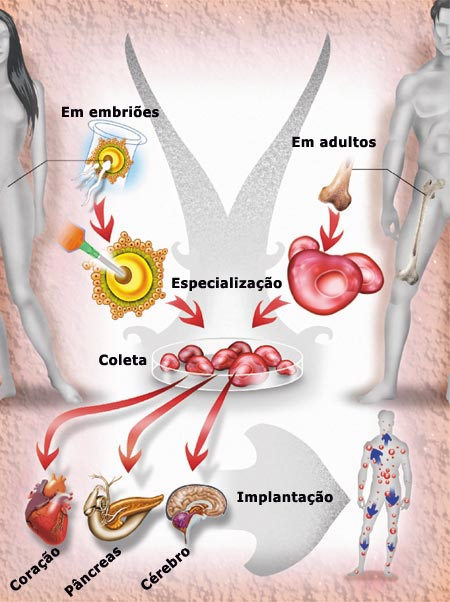 Em embriões
Em adultos
Especialização
Coleta
Implantação
Coração
Pâncreas
Cérebro